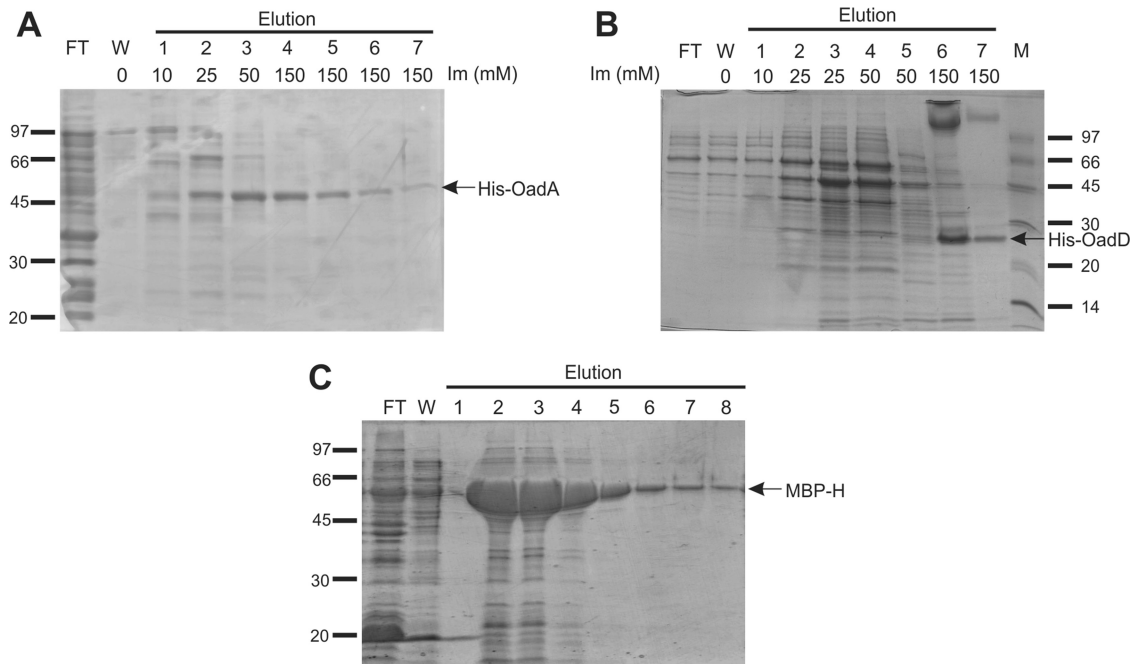 A
Elution
FT W 1 2 3 4 5 6 7
0 10 25 50 150 150 150 150 Im (mM)
97
66
45
30
20
His-OadA
B
Elution
FT W 1 2 3 4 5 6 7 M
Im (mM) 0 10 25 25 50 50 150 150
97
66
45
30
His-OadD
20
14
C
Elution
FT W 1 2 3 4 5 6 7 8
97
66
45
30
20
MBP-H